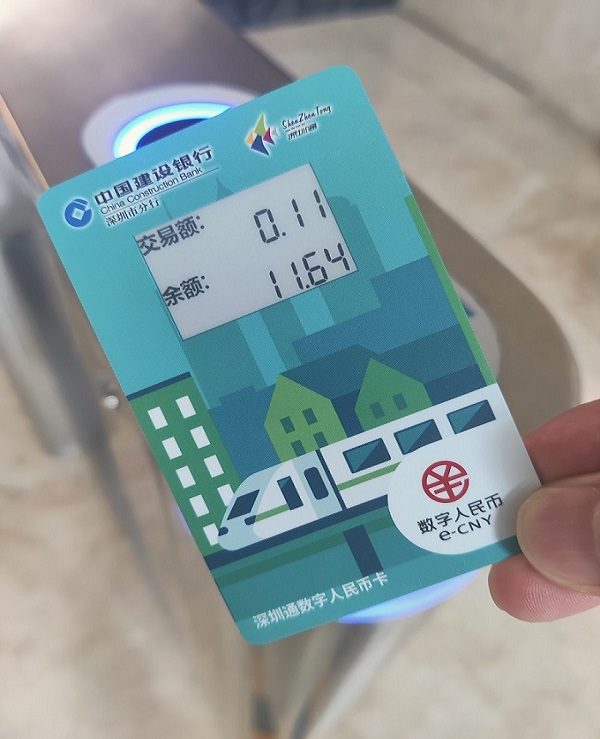 中国建设银行
China Construction Bank
深圳市分行
ShenZhenTong
深圳通
交易额: 0.11
余额: 11.64
数字人民币
e-CNY
深圳通数字人民币卡